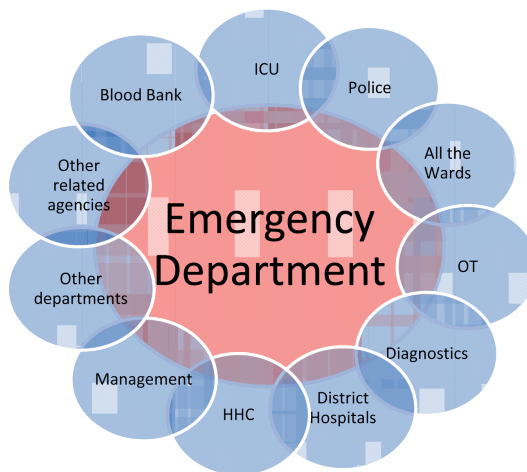 ICU
Police
All the
Wards
OT
Diagnostics
District
Hospitals
HHC
Management
Other
departments
Other
related
agencies
Blood Bank
Emergency
Department